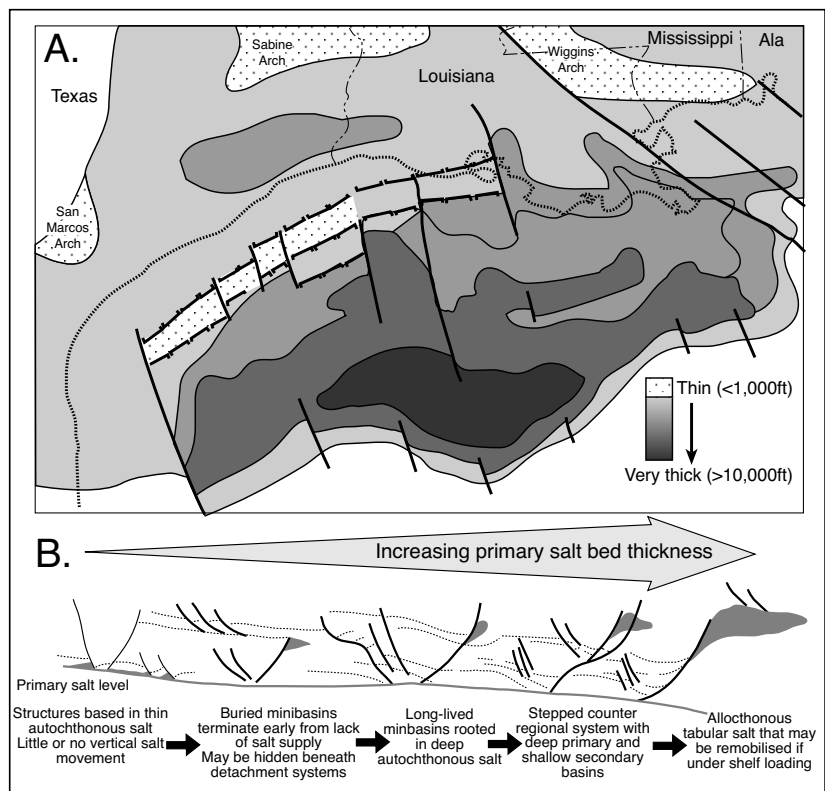 A.
Sabine
Arch
Mississippi
Ala
Wiggins
Arch
Louisiana
Texas
San
Marcos
Arch
Thin (<1,000ft)
Very thick (>10,000ft)
B.
Increasing primary salt bed thickness
Primary salt level
Structures based in thin
autochthonous salt
Little or no vertical salt
movement
Buried minibasins
terminate early from lack
of salt supply
May be hidden beneath
detachment systems
Long-lived
minbasins rooted
in deep
autochthonous salt
Stepped counter
regional system with
deep primary and
shallow secondary
basins
Allocthonous
tabular salt that may
be remobilised if
under shelf loading